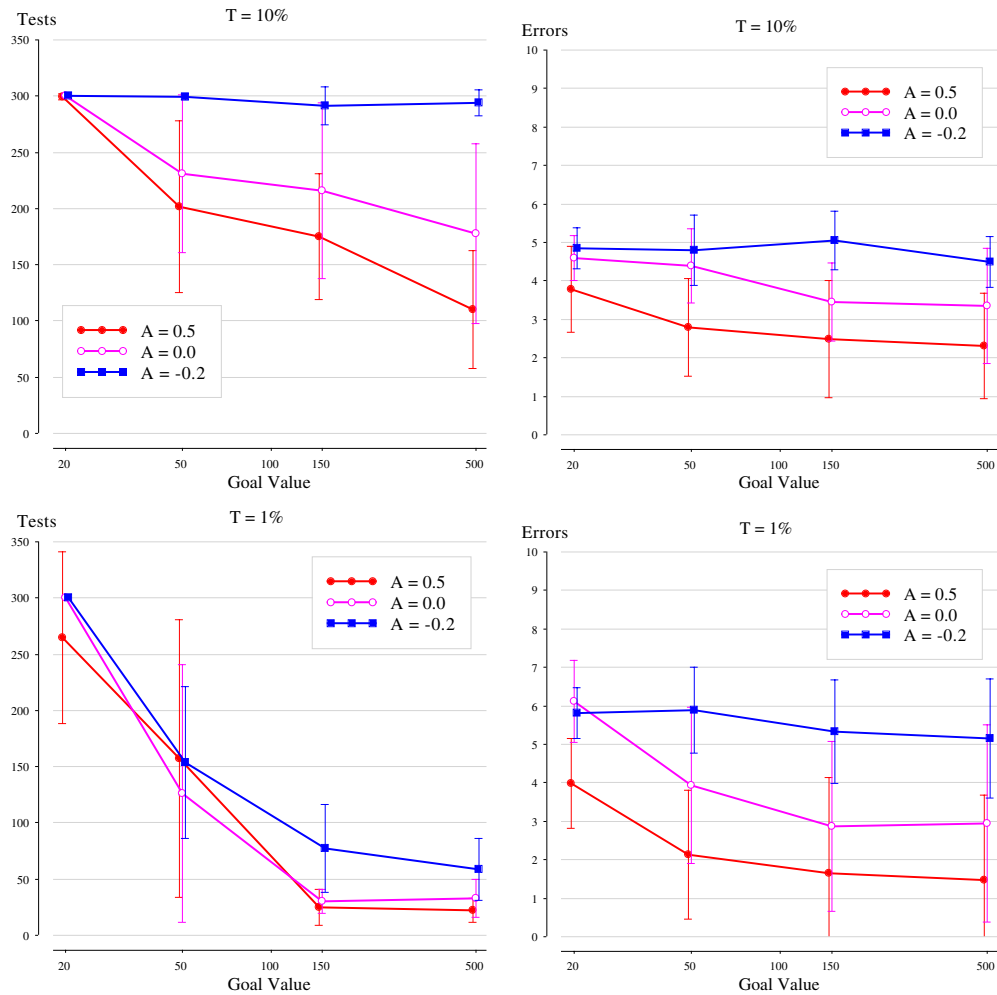 Tests
T = 10%
350
300
250
200
150
100
50
0
A = 0.5
A = 0.0
A = -0.2
20
50
100
150
500
Goal Value
Errors
T = 10%
10
9
8
7
6
5
4
3
2
1
0
A = 0.5
A = 0.0
A = -0.2
20
50
100
150
500
Goal Value
Tests
T = 1%
350
300
250
200
150
100
50
0
A = 0.5
A = 0.0
A = -0.2
20
50
100
150
500
Goal Value
Errors
T = 1%
10
9
8
7
6
5
4
3
2
1
0
A = 0.5
A = 0.0
A = -0.2
20
50
100
150
500
Goal Value